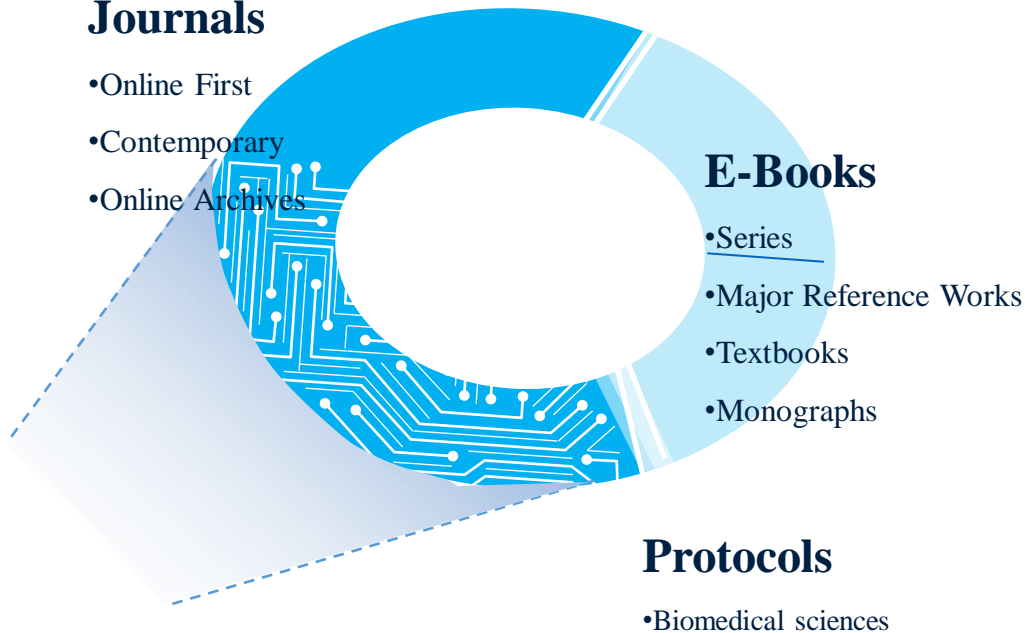 Journals
•Online First
•Contemporary
•Online Archives
E-Books
•Series
•Major Reference Works
•Textbooks
•Monographs
Protocols
•Biomedical sciences